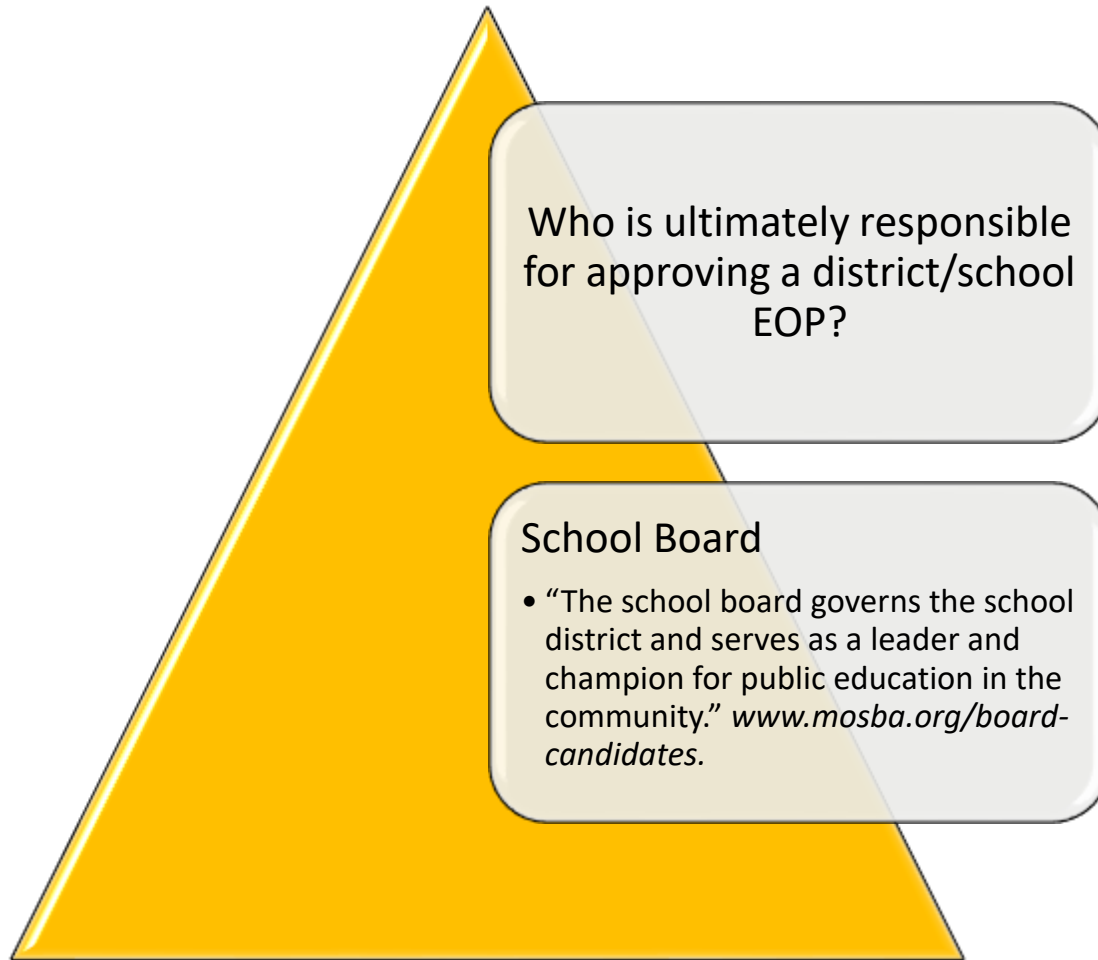 Who is ultimately responsible
for approving a district/school
EOP?
School Board
• “The school board governs the school
district and serves as a leader and
champion for public education in the
community.” www.mosba.org/board-
candidates.